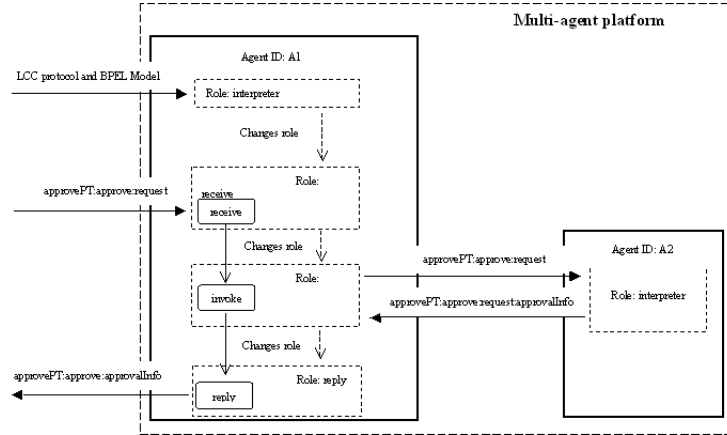 Multi-agent platform
Agent ID: A1
LCC protocol and BPEL Model
Role: interpreter
Changes role
Role:
receive
approvePT:approve:request
receive
Changes role
Agent ID: A2
approvePT:approve:request
Role:
invoke
Role: interpreter
approvePT:approve:request:approvalInfo
Changes role
approvePT:approve:approvalInfo
Role: reply
reply